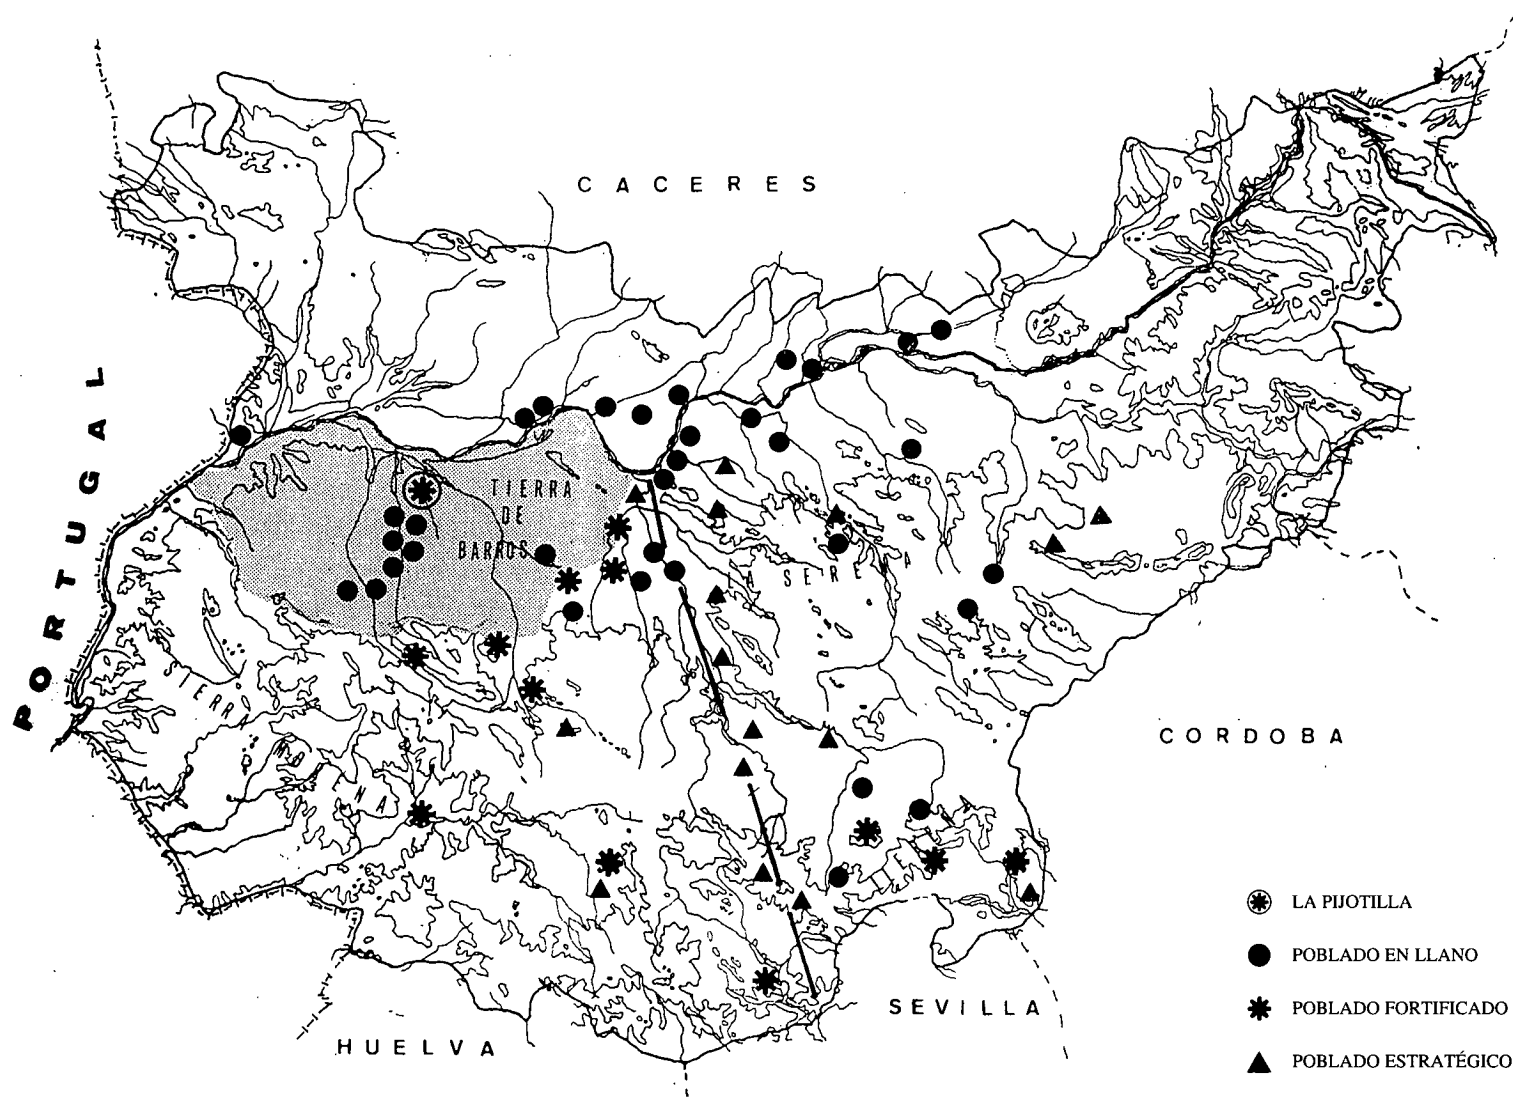 CACERES
PORTUGAL
TIERRA
DE
BARROS
LA SERENA
SIERRA
MORENA
CORDOBA
SEVILLA
HUELVA
LA PIJOTILLA
POBLADO EN LLANO
POBLADO FORTIFICADO
POBLADO ESTRATÉGICO